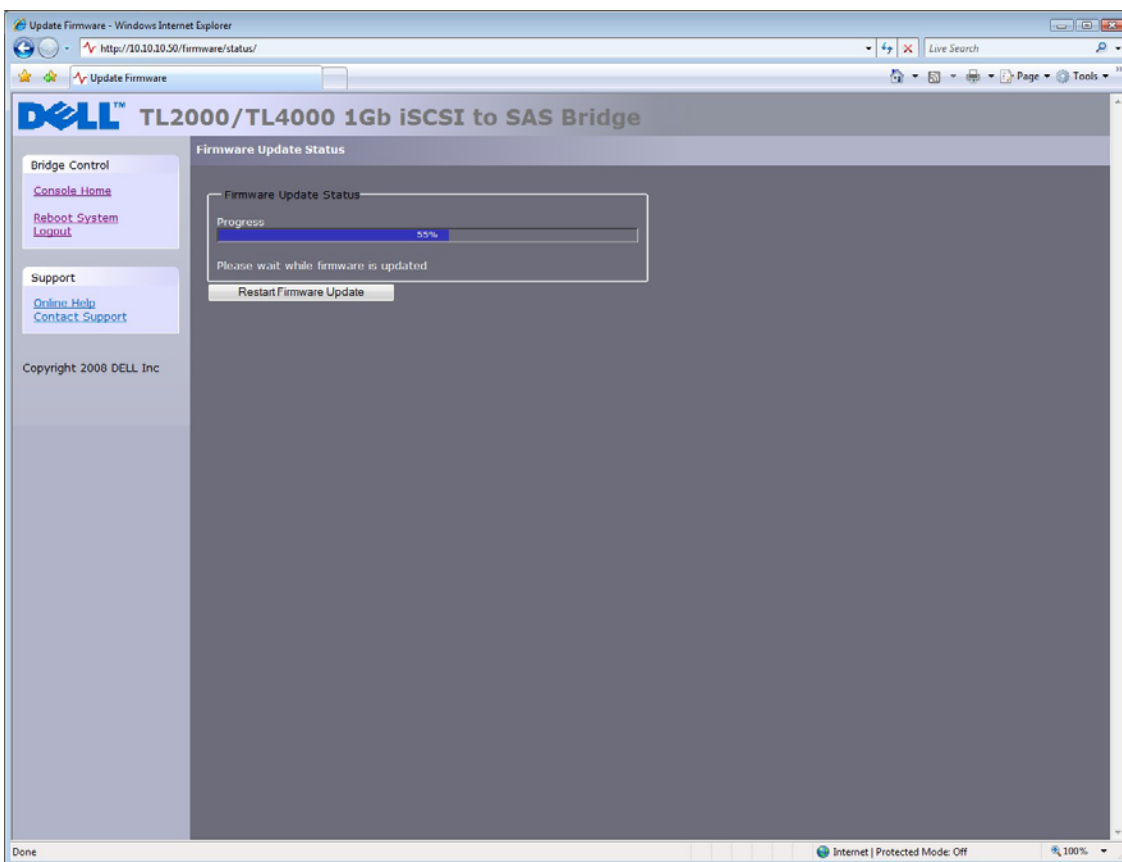 Update Firmware - Windows Internet Explorer
http://10.10.10.50/firmware/status/
Live Search
Update Firmware
Page
Tools
DELL™ TL2000/TL4000 1Gb iSCSI to SAS Bridge
Firmware Update Status
Bridge Control
Console Home
Reboot System
Logout
Support
Online Help
Contact Support
Copyright 2008 DELL Inc
Firmware Update Status
Progress
55%
Please wait while firmware is updated
Restart Firmware Update
Done
Internet | Protected Mode: Off
100%